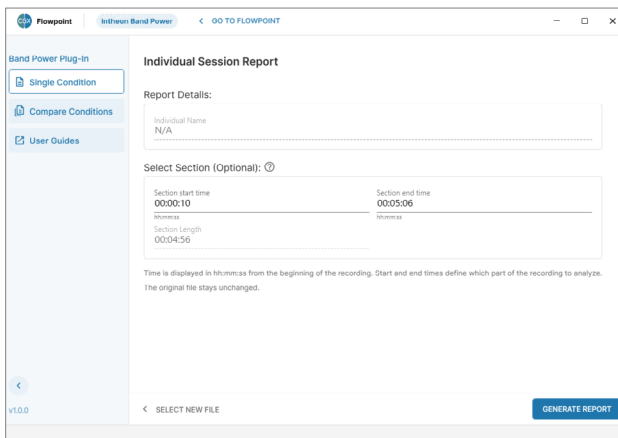 CGX Flowpoint Intheon Band Power < GO TO FLOWPOINT
Band Power Plug-In
Single Condition
Compare Conditions
User Guides
Individual Session Report
Report Details:
Individual Name
N/A
Select Section (Optional): ?
Section start time Section end time
00:00:10 00:05:06
hh:mm:ss hh:mm:ss
Section Length
00:04:56
Time is displayed in hh:mm:ss from the beginning of the recording. Start and end times define which part of the recording to analyze.
The original file stays unchanged.
v1.0.0 < SELECT NEW FILE GENERATE REPORT